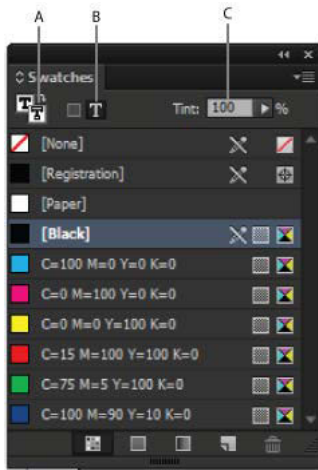 A B C
Swatches
T T T Tint: 100 %
[None]
[Registration]
[Paper]
[Black]
C=100 M=0 Y=0 K=0
C=0 M=100 Y=0 K=0
C=0 M=0 Y=100 K=0
C=15 M=100 Y=100 K=0
C=75 M=5 Y=100 K=0
C=100 M=90 Y=10 K=0